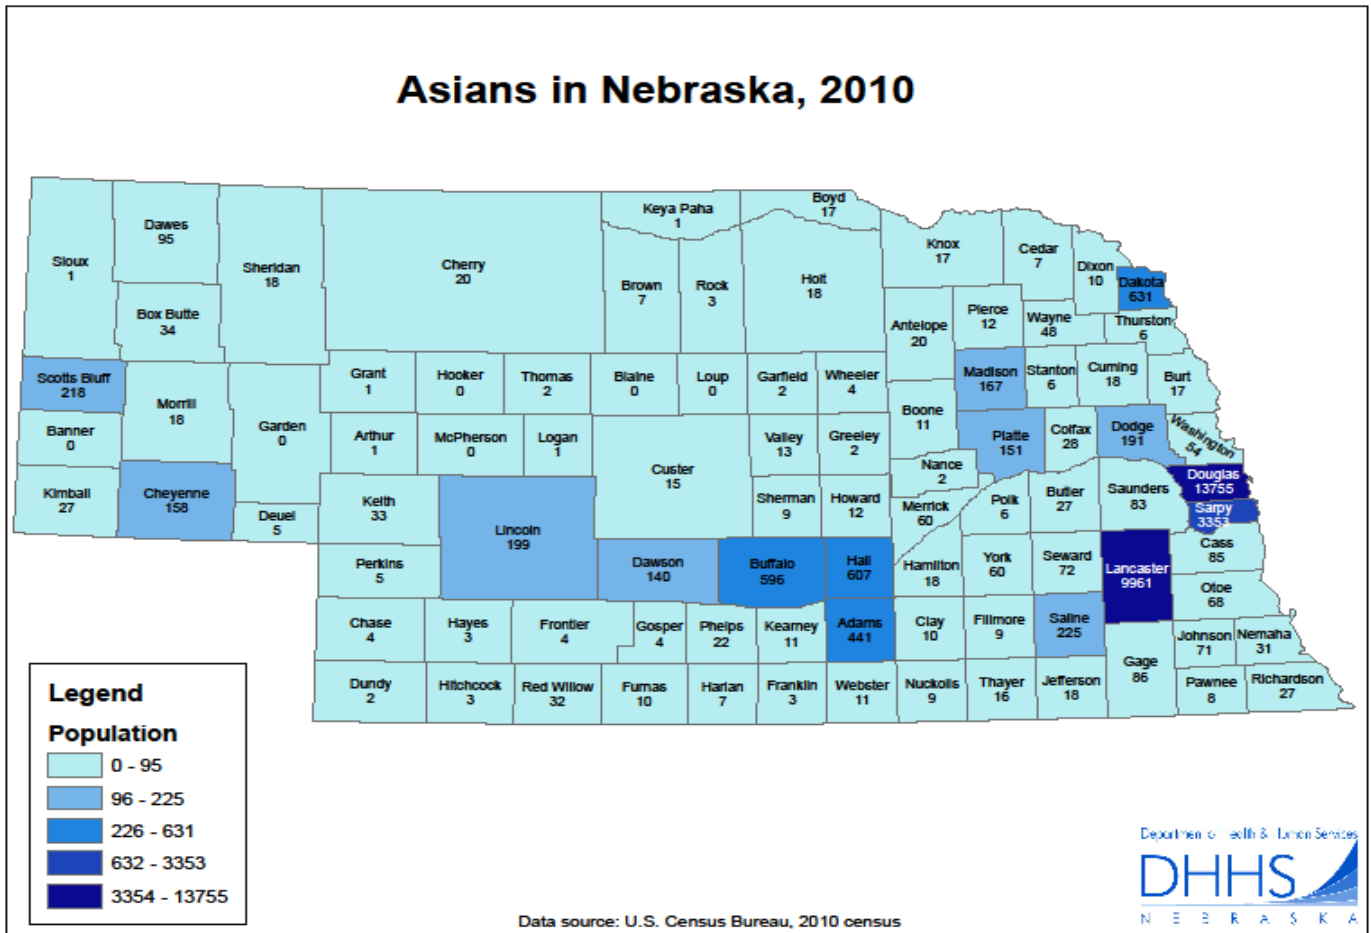 Asians in Nebraska, 2010
Sioux
1
Dawes
95
Box Butte
34
Sheridan
18
Cherry
20
Keya Paha
1
Boyd
17
Brown
7
Rock
3
Holt
18
Knox
17
Cedar
7
Dixon
10
Dakota
631
Antelope
20
Pierce
12
Wayne
48
Thurston
6
Scotts Bluff
218
Banner
0
Kimball
27
Morrill
18
Cheyenne
158
Garden
0
Deuel
5
Grant
1
Hooker
0
Thomas
2
Blaine
0
Loup
0
Garfield
2
Wheeler
4
Madison
167
Stanton
6
Cuming
18
Burt
17
Arthur
1
McPherson
0
Logan
1
Custer
15
Valley
13
Greeley
2
Boone
11
Nance
2
Platte
151
Colfax
28
Dodge
191
Washington
54
Douglas
13755
Sarpy
3353
Keith
33
Lincoln
199
Sherman
9
Howard
12
Merrick
60
Polk
6
Butler
27
Saunders
83
Cass
85
Perkins
5
Dawson
140
Buffalo
596
Hall
607
Hamilton
18
York
60
Seward
72
Lancaster
9961
Otoe
68
Chase
4
Hayes
3
Frontier
4
Gosper
4
Phelps
22
Kearney
11
Adams
441
Clay
10
Fillmore
9
Saline
225
Gage
86
Johnson
71
Nemaha
31
Dundy
2
Hitchcock
3
Red Willow
32
Furnas
10
Harlan
7
Franklin
3
Webster
11
Nuckolls
9
Thayer
16
Jefferson
18
Pawnee
8
Richardson
27
Legend
Population
0 - 95
96 - 225
226 - 631
632 - 3353
3354 - 13755
Data source: U.S. Census Bureau, 2010 census
Department of Health & Human Services
DHHS
NEBRASKA